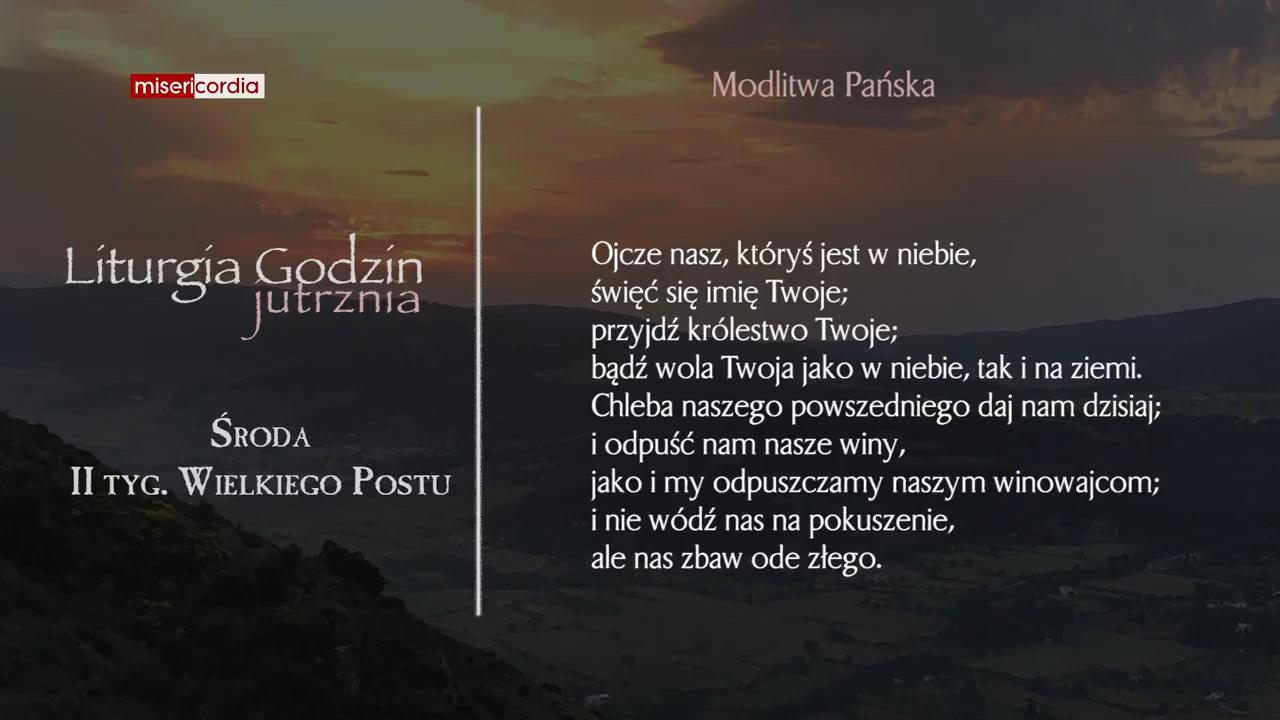 misericordia
Liturgia Godzin
jutrznia
Środa
II tyg. Wielkiego Postu
Modlitwa Pańska
Ojcze nasz, któryś jest w niebie,
święć się imię Twoje;
przyjdź królestwo Twoje;
bądź wola Twoja jako w niebie, tak i na ziemi.
Chleba naszego powszedniego daj nam dzisiaj;
i odpuść nam nasze winy,
jako i my odpuszczamy naszym winowajcom;
i nie wódź nas na pokuszenie,
ale nas zbaw ode złego.